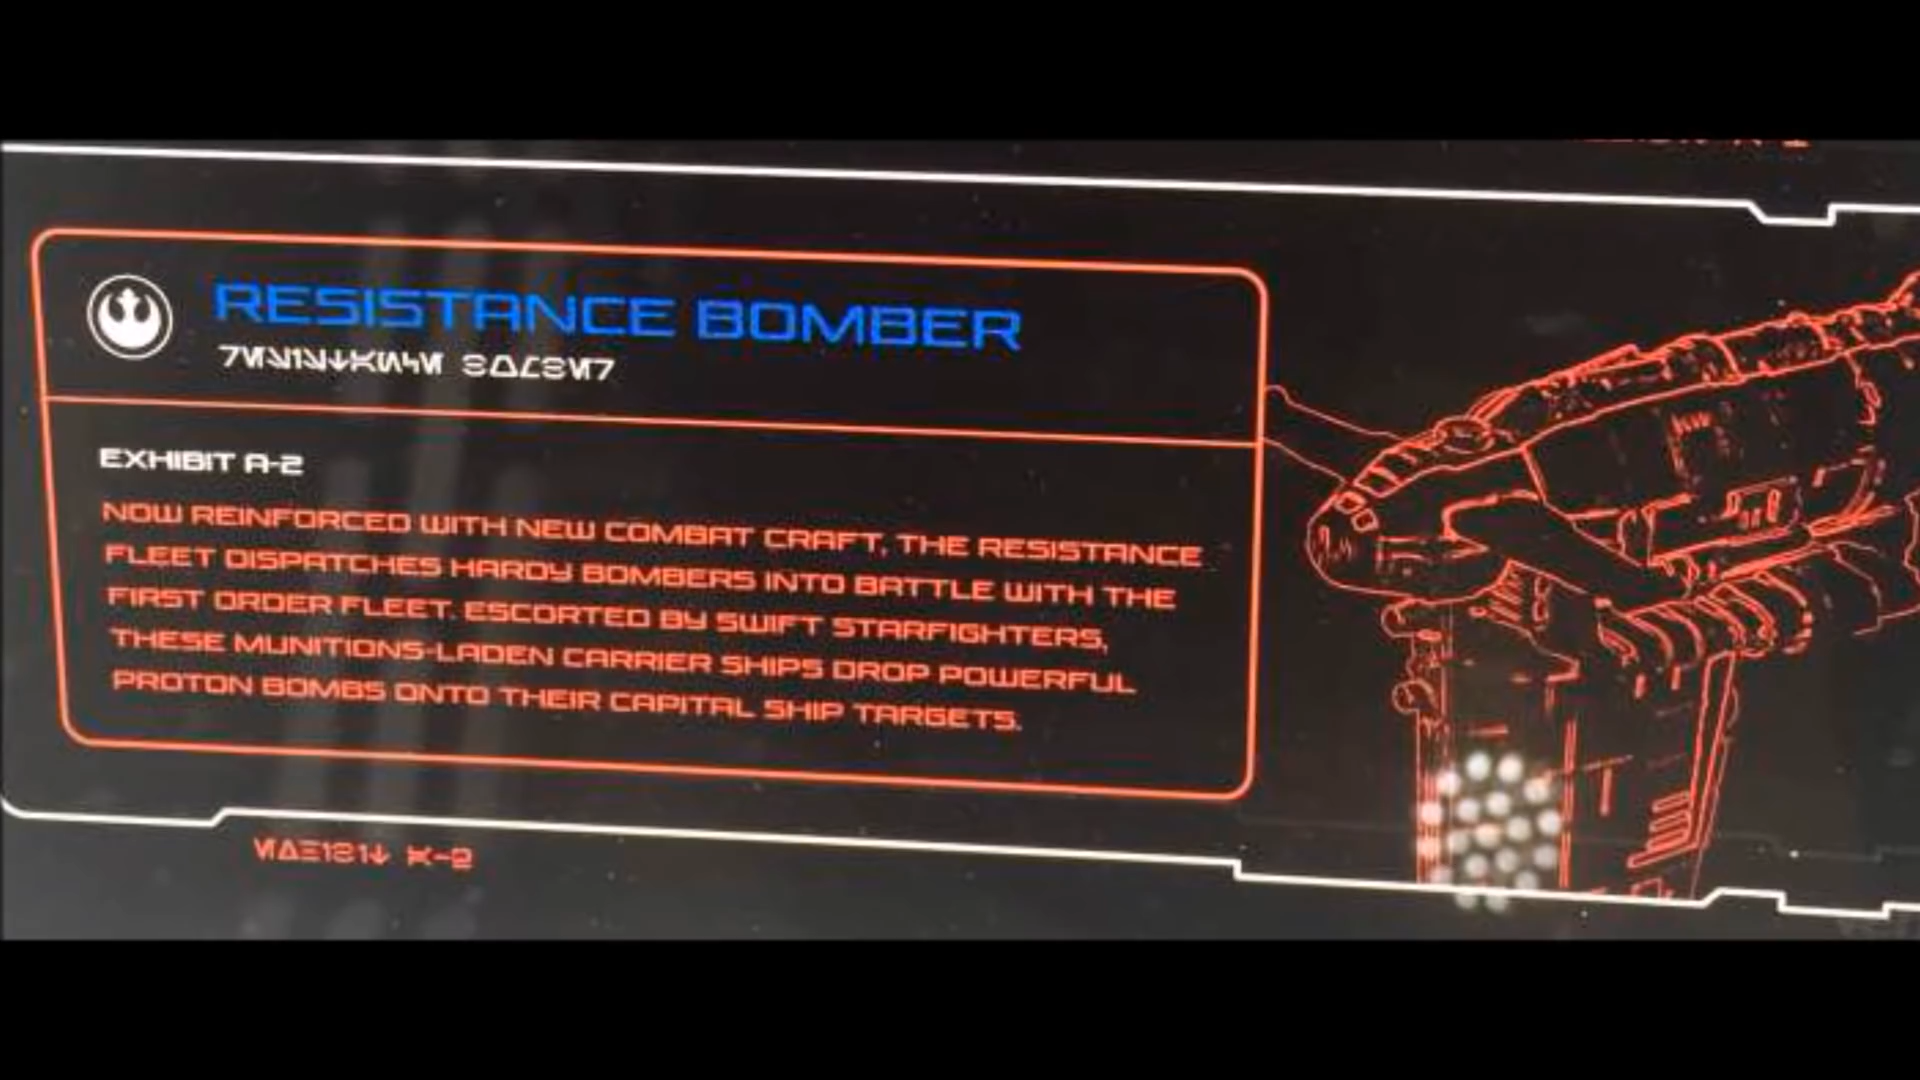 RESISTANCE BOMBER
EXHIBIT A-2
NOW REINFORCED WITH NEW COMBAT CRAFT, THE RESISTANCE
FLEET DISPATCHES HARDY BOMBERS INTO BATTLE WITH THE
FIRST ORDER FLEET. ESCORTED BY SWIFT STARFIGHTERS,
THESE MUNITIONS-LADEN CARRIER SHIPS DROP POWERFUL
PROTON BOMBS ONTO THEIR CAPITAL SHIP TARGETS.